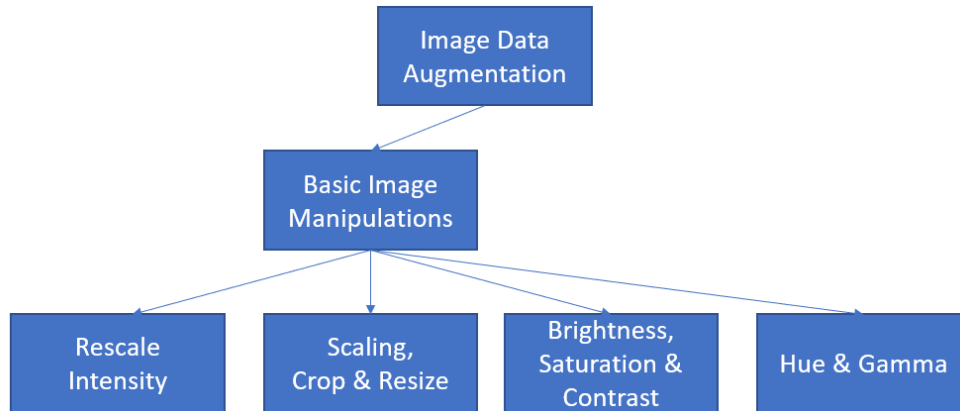 Image Data
Augmentation
Basic Image
Manipulations
Rescale
Intensity
Scaling,
Crop & Resize
Brightness,
Saturation &
Contrast
Hue & Gamma